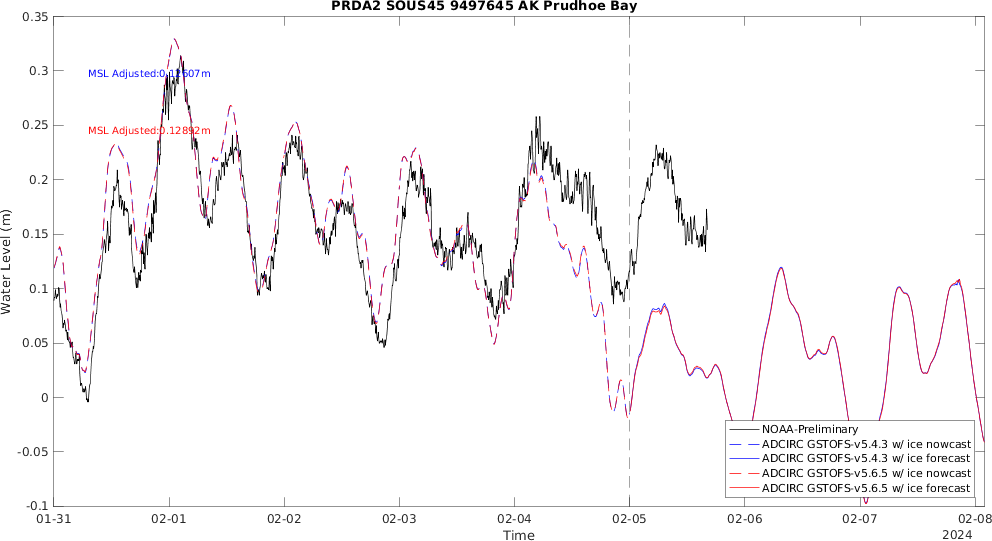 PRDA2 SOUS45 9497645 AK Prudhoe Bay
0.35
0.3
0.25
0.2
0.15
0.1
0.05
0
-0.05
-0.1
Water Level (m)
MSL Adjusted:0.12607m
MSL Adjusted:0.12892m
NOAA-Preliminary
ADCIRC GSTOFS-v5.4.3 w/ ice nowcast
ADCIRC GSTOFS-v5.4.3 w/ ice forecast
ADCIRC GSTOFS-v5.6.5 w/ ice nowcast
ADCIRC GSTOFS-v5.6.5 w/ ice forecast
01-31 02-01 02-02 02-03 02-04 02-05 02-06 02-07 02-08
Time
2024